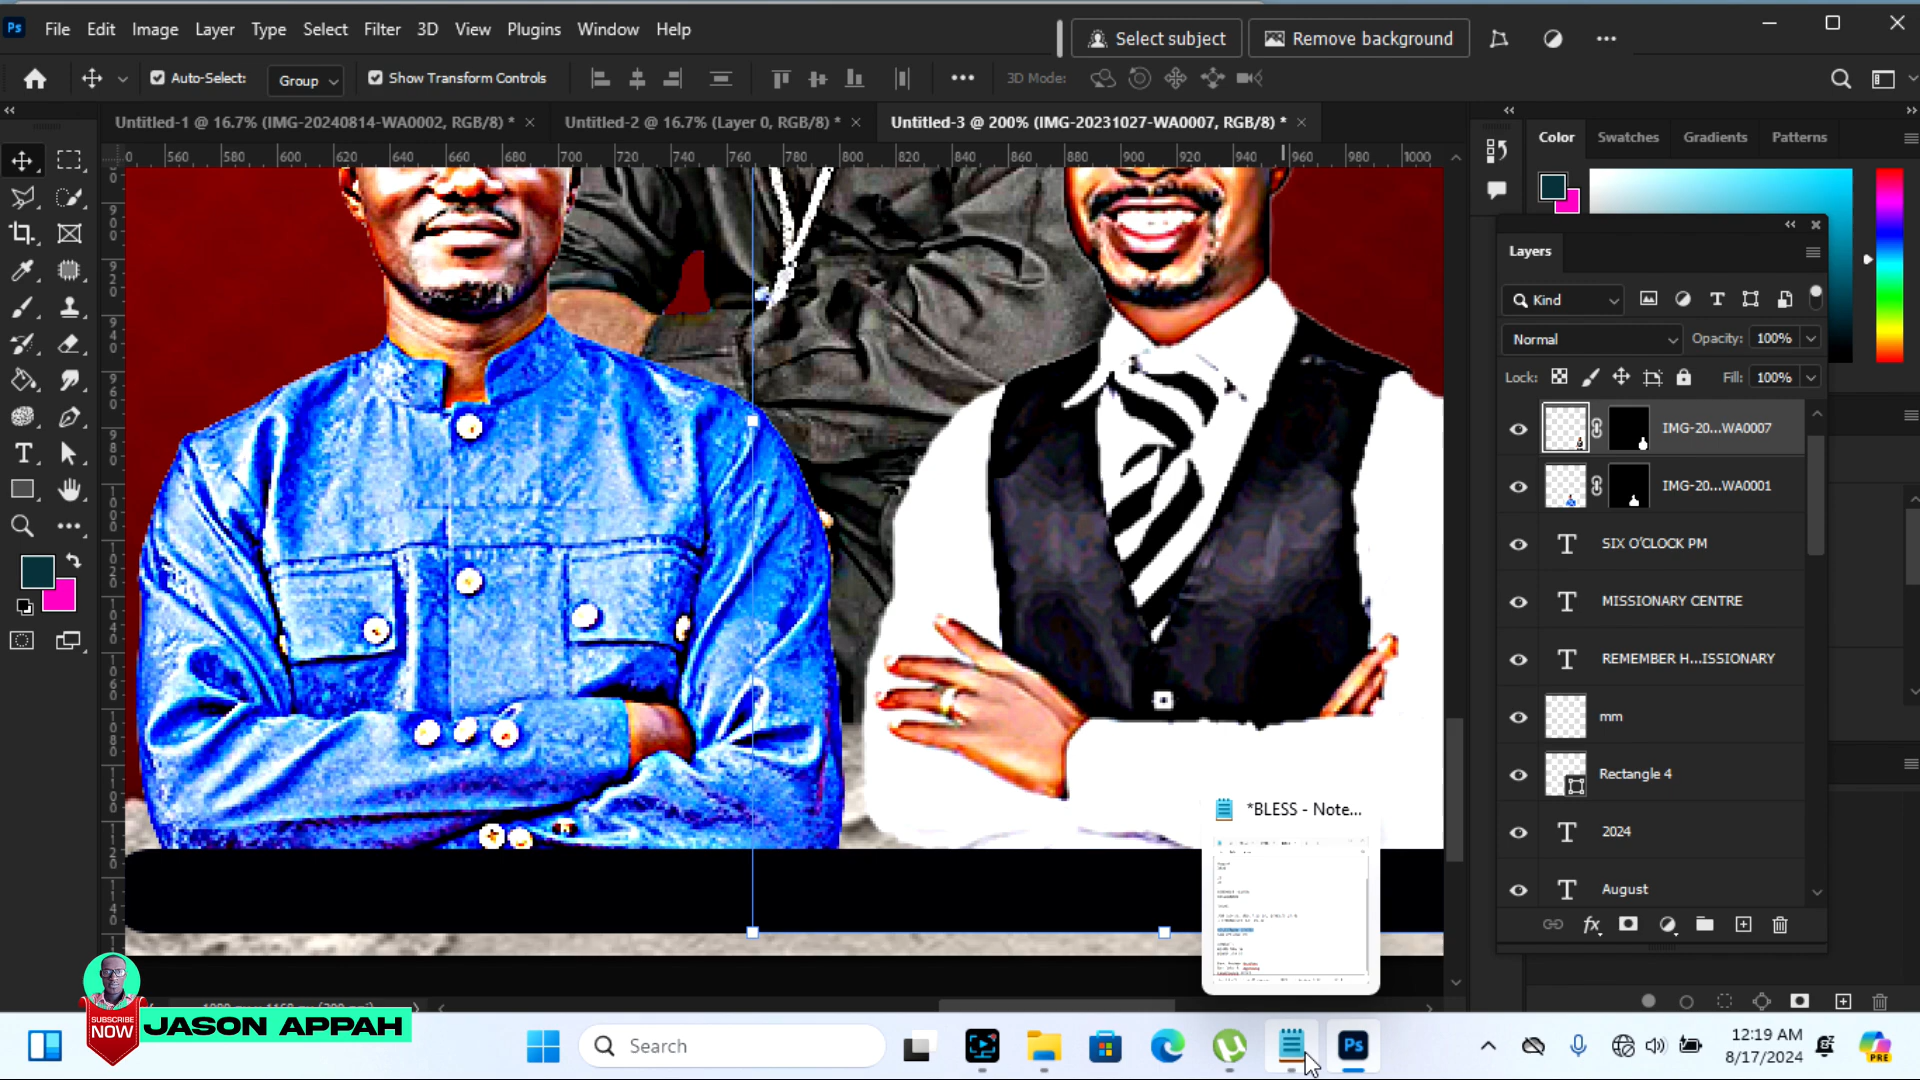 Ps File Edit Image Layer Type Select Filter 3D View Plugins Window Help
Select subject Remove background
Auto-Select: Group Show Transform Controls 3D Mode:
Untitled-1 @ 16.7% (IMG-20240814-WA0002, RGB/8) * Untitled-2 @ 16.7% (Layer 0, RGB/8) * Untitled-3 @ 200% (IMG-20231027-WA0007, RGB/8) *
Color Swatches Gradients Patterns
0 560 580 600 620 640 660 680 700 720 740 760 780 800 820 840 860 880 900 920 940 960 980 1000
Layers
Kind
Normal Opacity: 100%
Lock: Fill: 100%
IMG-20...WA0007
IMG-20...WA0001
SIX O'CLOCK PM
MISSIONARY CENTRE
REMEMBER H...ISSIONARY
mm
Rectangle 4
2024
August
*BLESS - Note...
SUBSCRIBE
NOW
JASON APPAH
Search
Ps
12:19 AM
8/17/2024
PRE